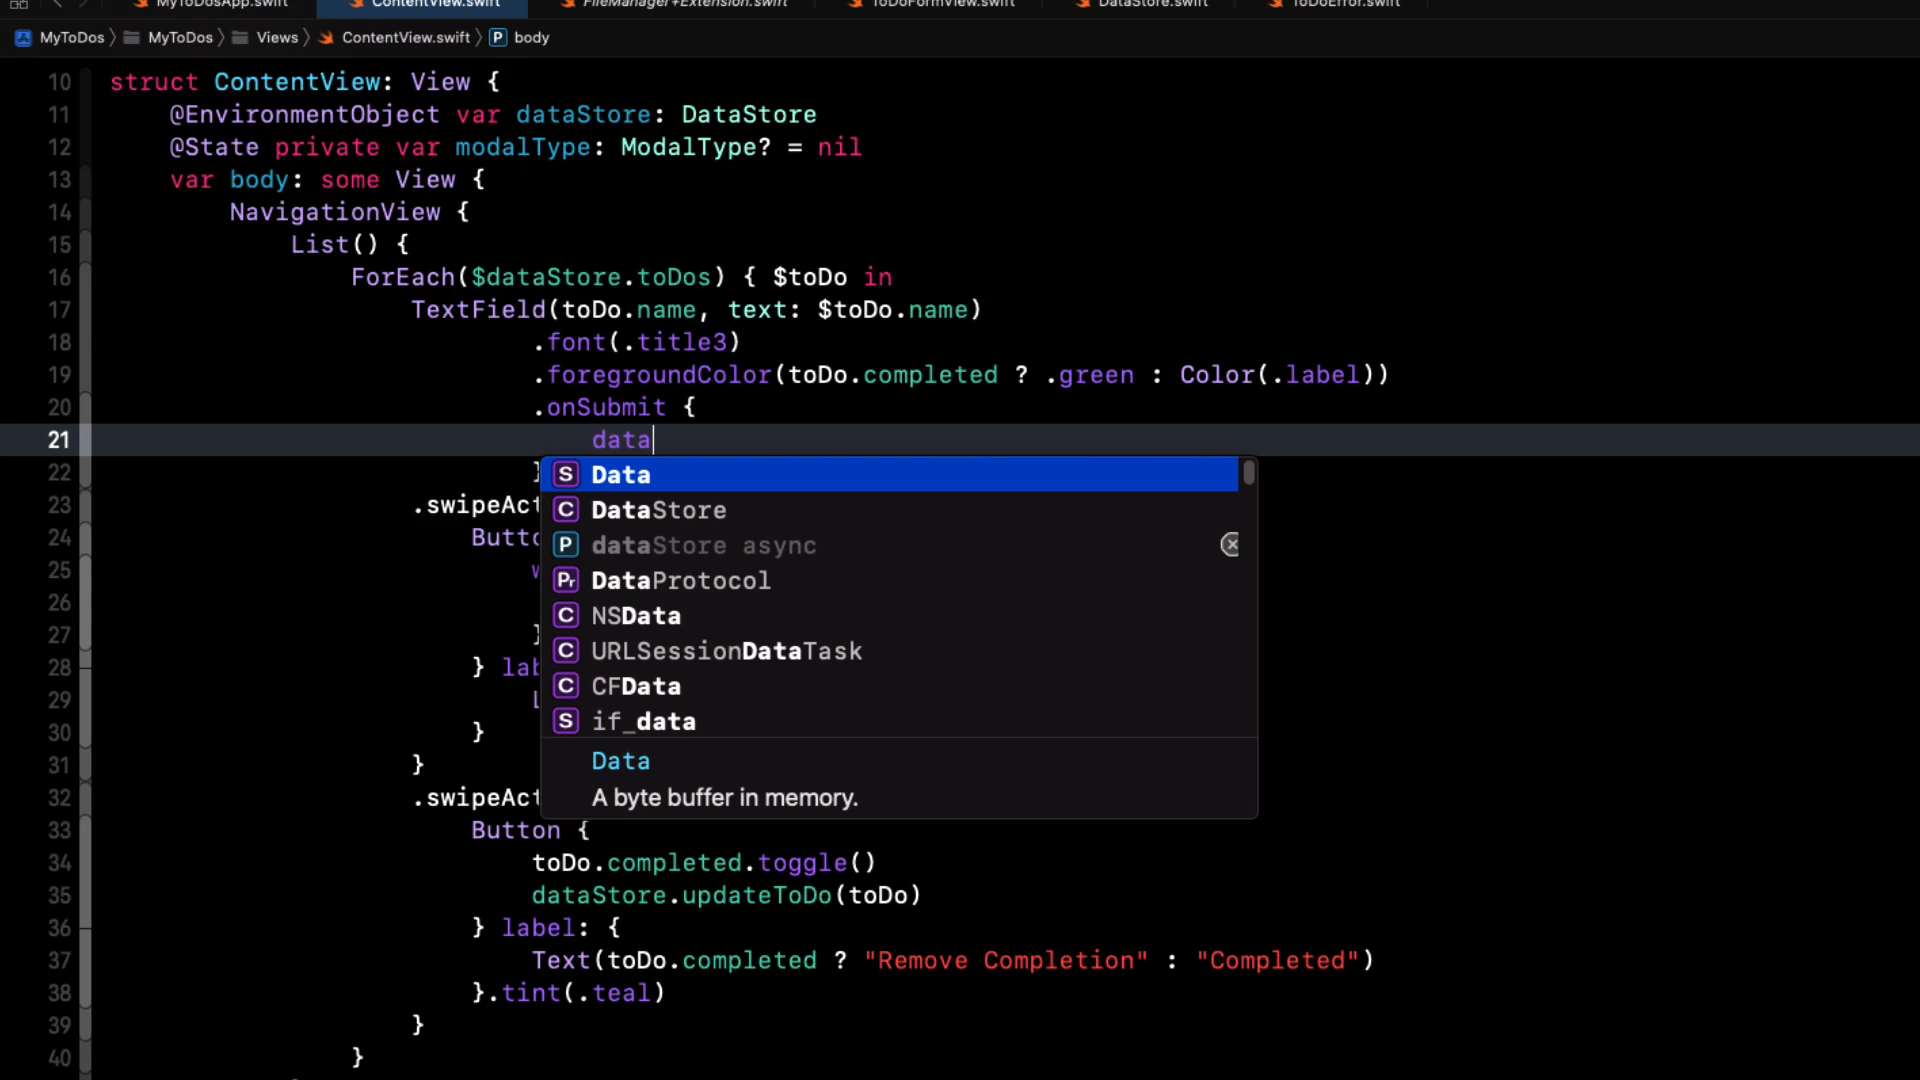 MyToDosApp.swift ContentView.swift FileManager+Extension.swift ToDoFormView.swift DataStore.swift ToDoError.swift
MyToDos MyToDos Views ContentView.swift P body
10 struct ContentView: View {
11 @EnvironmentObject var dataStore: DataStore
12 @State private var modalType: ModalType? = nil
13 var body: some View {
14 NavigationView {
15 List() {
16 ForEach($dataStore.toDos) { $toDo in
17 TextField(toDo.name, text: $toDo.name)
18 .font(.title3)
19 .foregroundColor(toDo.completed ? .green : Color(.label))
20 .onSubmit {
21 data
22 }
S Data
23 .swipeAct
C DataStore
24 Butto
P dataStore async
25
Pr DataProtocol
26
C NSData
27 }
C URLSessionDataTask
28 } lab
C CFData
29
30 }
S if_data
31 }
Data
32 .swipeAct
A byte buffer in memory.
33 Button {
34 toDo.completed.toggle()
35 dataStore.updateToDo(toDo)
36 } label: {
37 Text(toDo.completed ? "Remove Completion" : "Completed")
38 }.tint(.teal)
39 }
40 }